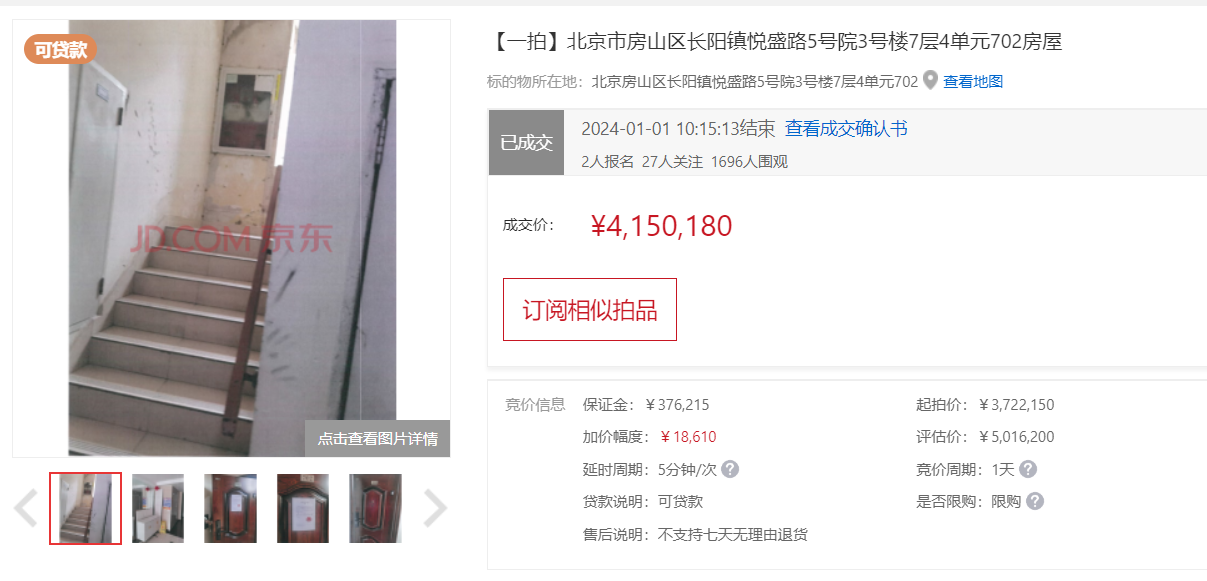 可贷款
JD.COM 京东
点击查看图片详情
【一拍】北京市房山区长阳镇悦盛路5号院3号楼7层4单元702房屋
标的物所在地： 北京房山区长阳镇悦盛路5号院3号楼7层4单元702 查看地图
已成交
2024-01-01 10:15:13结束 查看成交确认书
2人报名 27人关注 1696人围观
成交价： ¥4,150,180
订阅相似拍品
竞价信息
保证金： ¥376,215 起拍价： ¥3,722,150
加价幅度： ¥18,610 评估价： ¥5,016,200
延时周期： 5分钟/次 ? 竞价周期： 1天 ?
贷款说明： 可贷款 是否限购： 限购 ?
售后说明： 不支持七天无理由退货